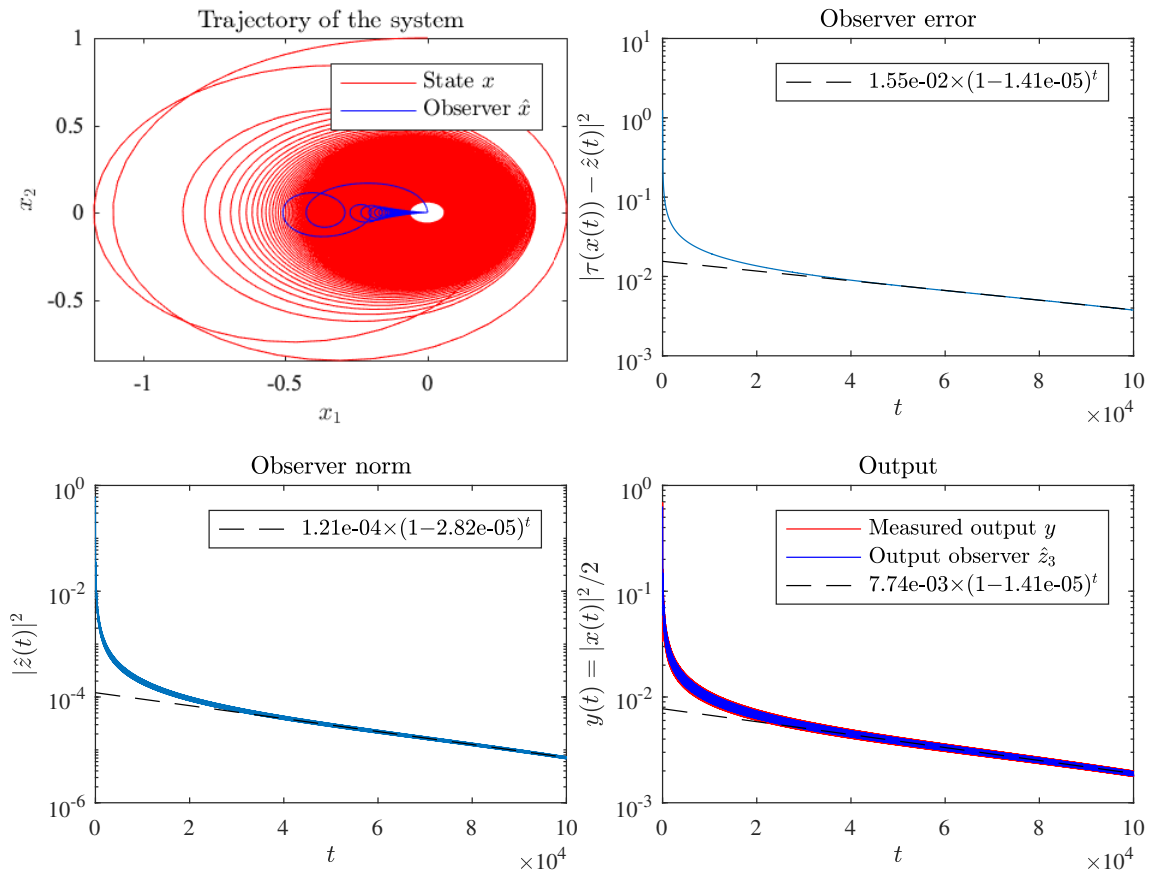 Trajectory of the system
1
0.5
0
-0.5
-1
-0.5
0
x₂
x₁
State x
Observer x̂
Observer error
10¹
10⁰
10⁻¹
10⁻²
10⁻³
0
2
4
6
8
10
×10⁴
|τ(x(t)) − ẑ(t)|²
t
1.55e-02×(1−1.41e-05)ᵗ
Observer norm
10⁰
10⁻²
10⁻⁴
10⁻⁶
0
2
4
6
8
10
×10⁴
|ẑ(t)|²
t
1.21e-04×(1−2.82e-05)ᵗ
Output
10⁰
10⁻¹
10⁻²
10⁻³
0
2
4
6
8
10
×10⁴
y(t) = |x(t)|²/2
t
Measured output y
Output observer ẑ₃
7.74e-03×(1−1.41e-05)ᵗ